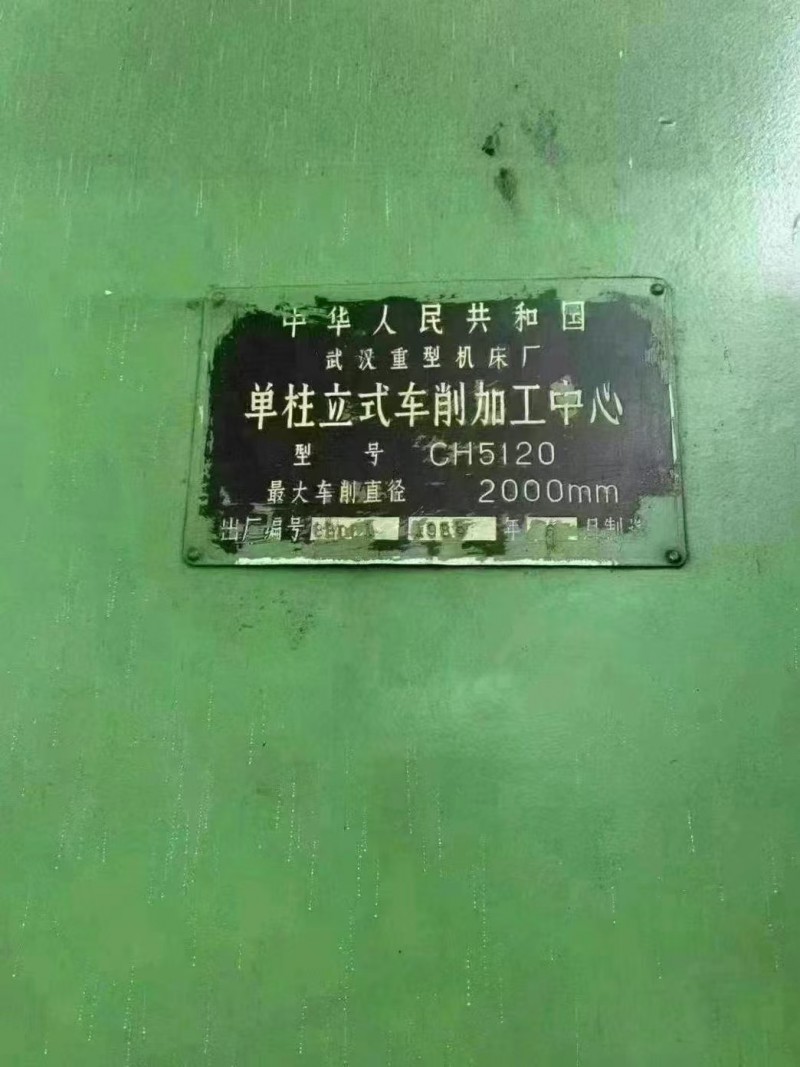 中华人民共和国
武汉重型机床厂
单柱立式车削加工中心
型号 CH5120
最大车削直径 2000mm
出厂编号 年 月制造